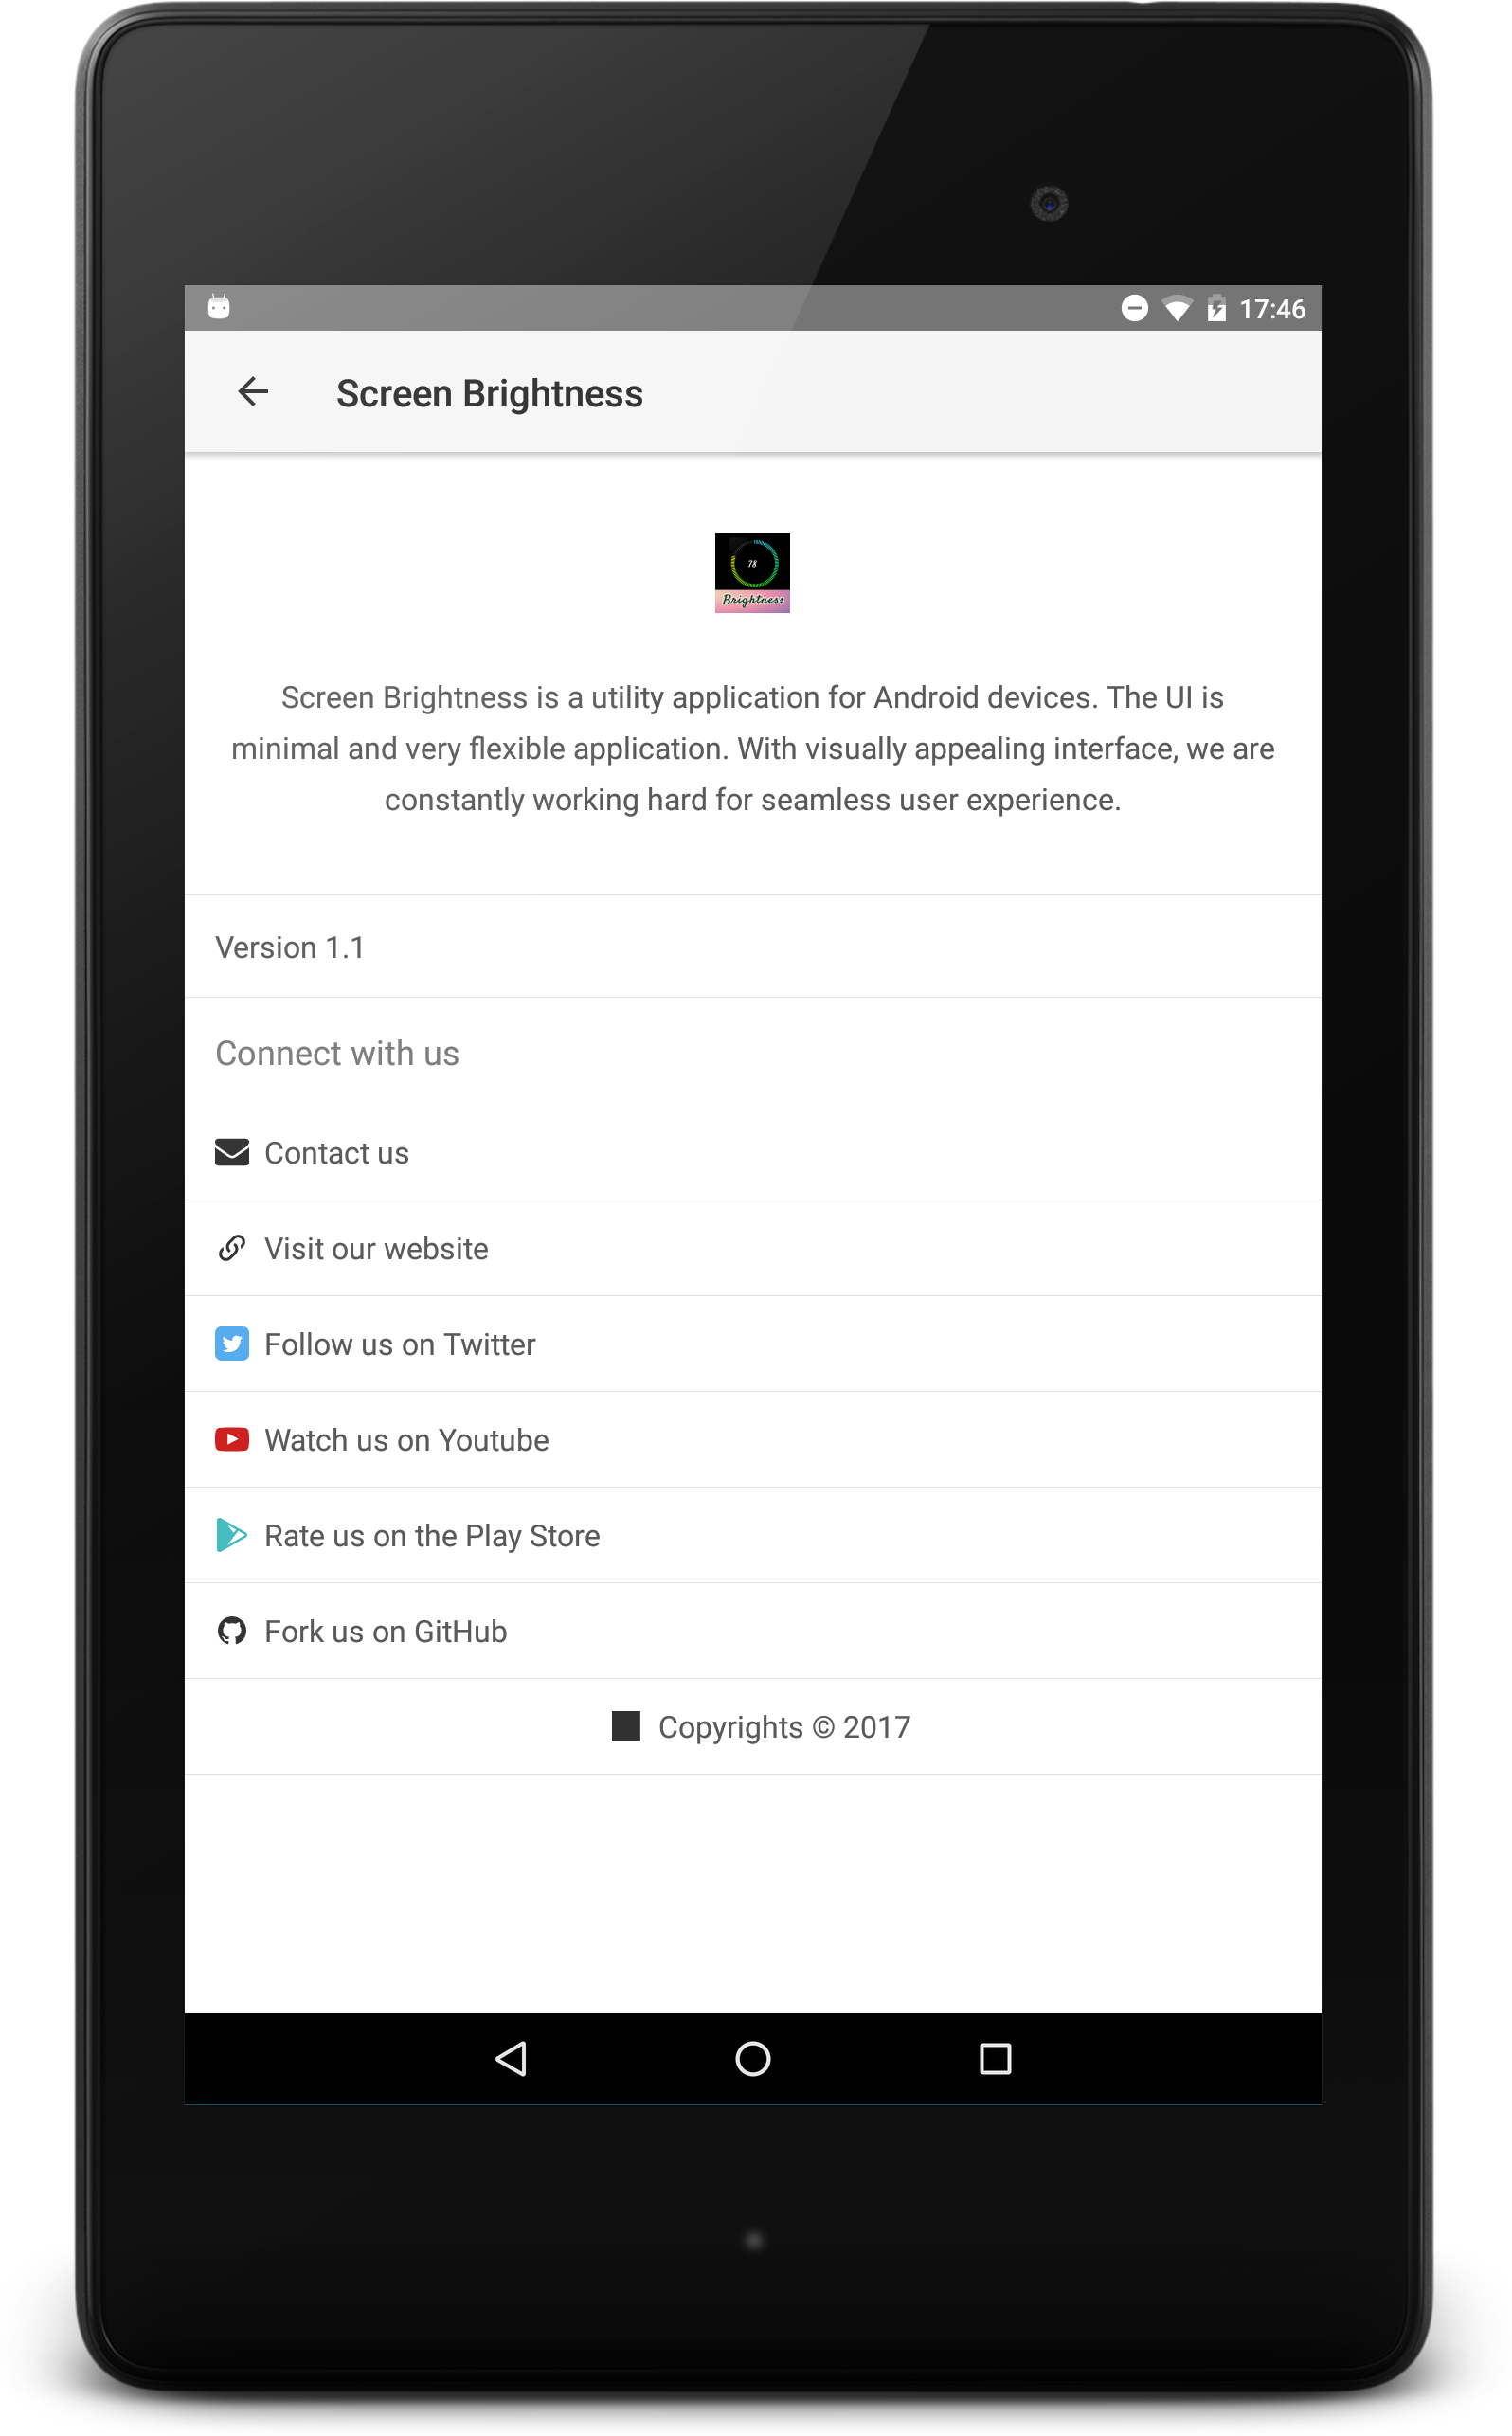 17:46
Screen Brightness
78
Brightness
Screen Brightness is a utility application for Android devices. The UI is
minimal and very flexible application. With visually appealing interface, we are
constantly working hard for seamless user experience.
Version 1.1
Connect with us
Contact us
Visit our website
Follow us on Twitter
Watch us on Youtube
Rate us on the Play Store
Fork us on GitHub
Copyrights © 2017